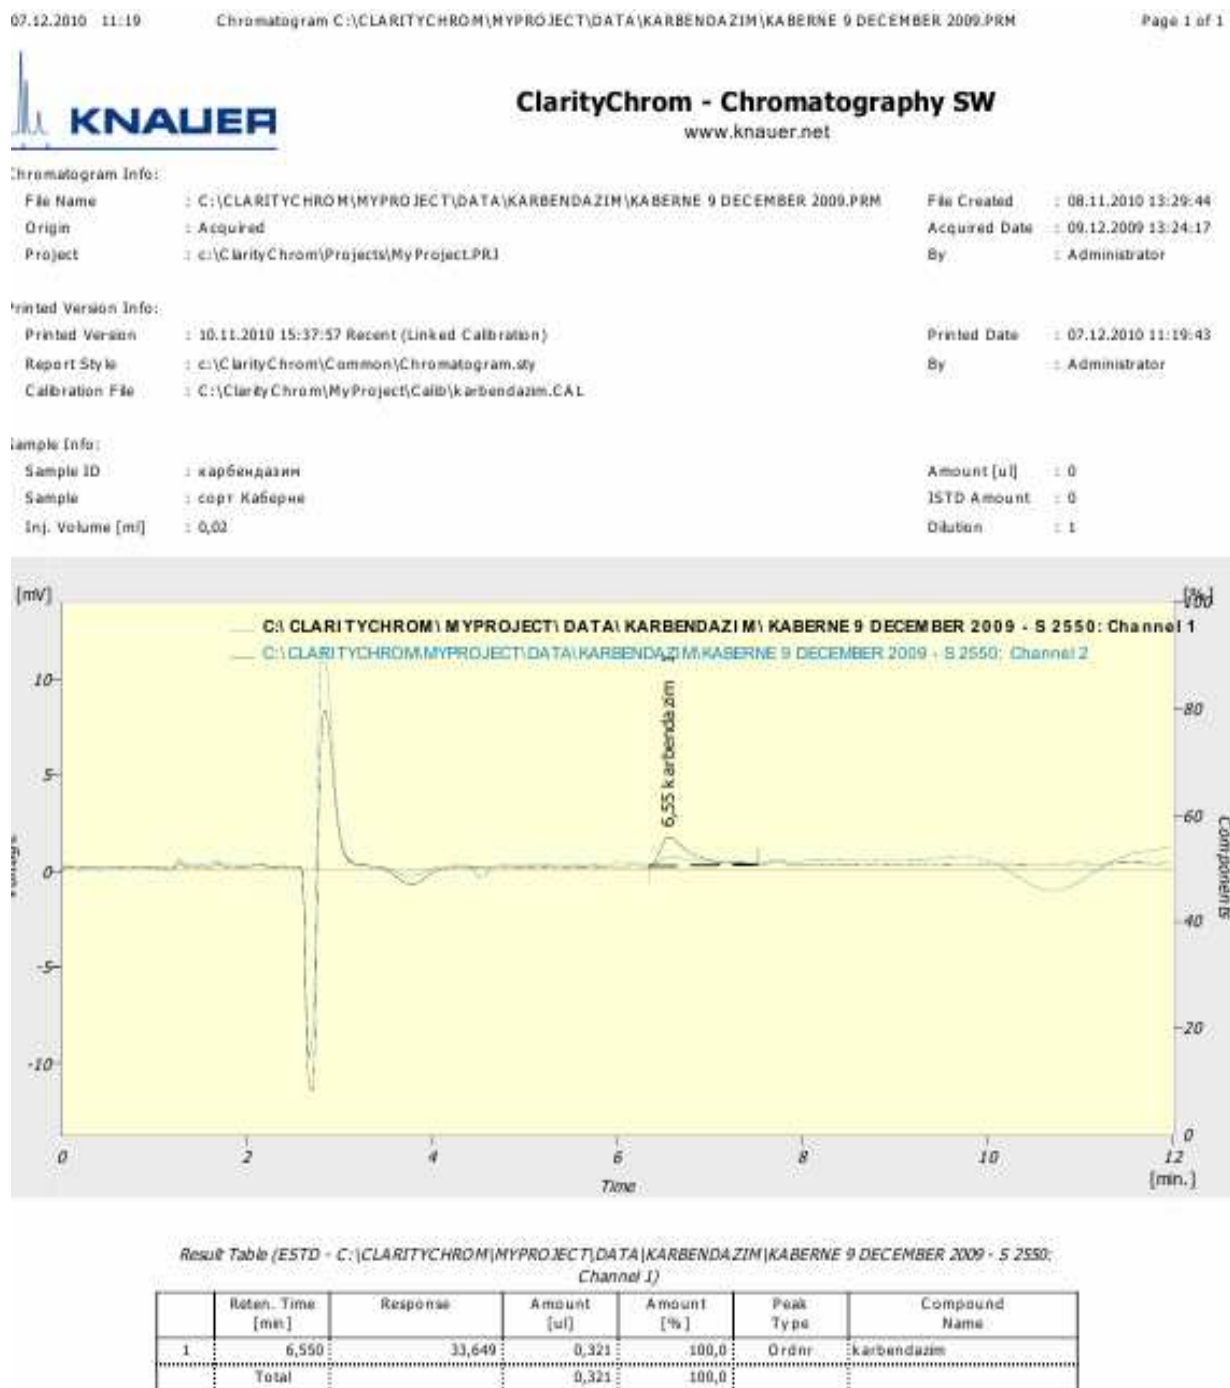 07.12.2010 11:19 Chromatogram C:\CLARITYCHROM\MYPROJECT\DATA\KARBENDAZIM\KABERNE 9 DECEMBER 2009.PRM Page 1 of 1
KNAUER
ClarityChrom - Chromatography SW
www.knauer.net
Chromatogram Info:
File Name : C:\CLARITYCHROM\MYPROJECT\DATA\KARBENDAZIM\KABERNE 9 DECEMBER 2009.PRM File Created : 08.11.2010 13:29:44
Origin : Acquired Acquired Date : 09.12.2009 13:24:17
Project : c:\ClarityChrom\Projects\MyProject.PRJ By : Administrator
Printed Version Info:
Printed Version : 10.11.2010 15:37:57 Recent (Linked Calibration) Printed Date : 07.12.2010 11:19:43
Report Style : c:\ClarityChrom\Common\Chromatogram.sty By : Administrator
Calibration File : C:\ClarityChrom\MyProject\Calib\karbendazim.CAL
Sample Info:
Sample ID : карбендазим Amount [ul] : 0
Sample : сорт Каберне ISTD Amount : 0
Inj. Volume [ml] : 0,02 Dilution : 1
[mV] [%]
100
C:\CLARITYCHROM\MYPROJECT\DATA\KARBENDAZIM\KABERNE 9 DECEMBER 2009 - S 2550: Channel 1
C:\CLARITYCHROM\MYPROJECT\DATA\KARBENDAZIM\KABERNE 9 DECEMBER 2009 - S 2550: Channel 2
10
80
5
6,55 karbendazim 1
60
0
Components
40
-5
20
-10
0
0 2 4 6 8 10 12
Time [min.]
Result Table (ESTD - C:\CLARITYCHROM\MYPROJECT\DATA\KARBENDAZIM\KABERNE 9 DECEMBER 2009 - S 2550:
Channel 1)
Reten. Time Response Amount Amount Peak Compound
[min] [ul] [%] Type Name
1 6,550 33,649 0,321 100,0 Ordnr karbendazim
Total 0,321 100,0